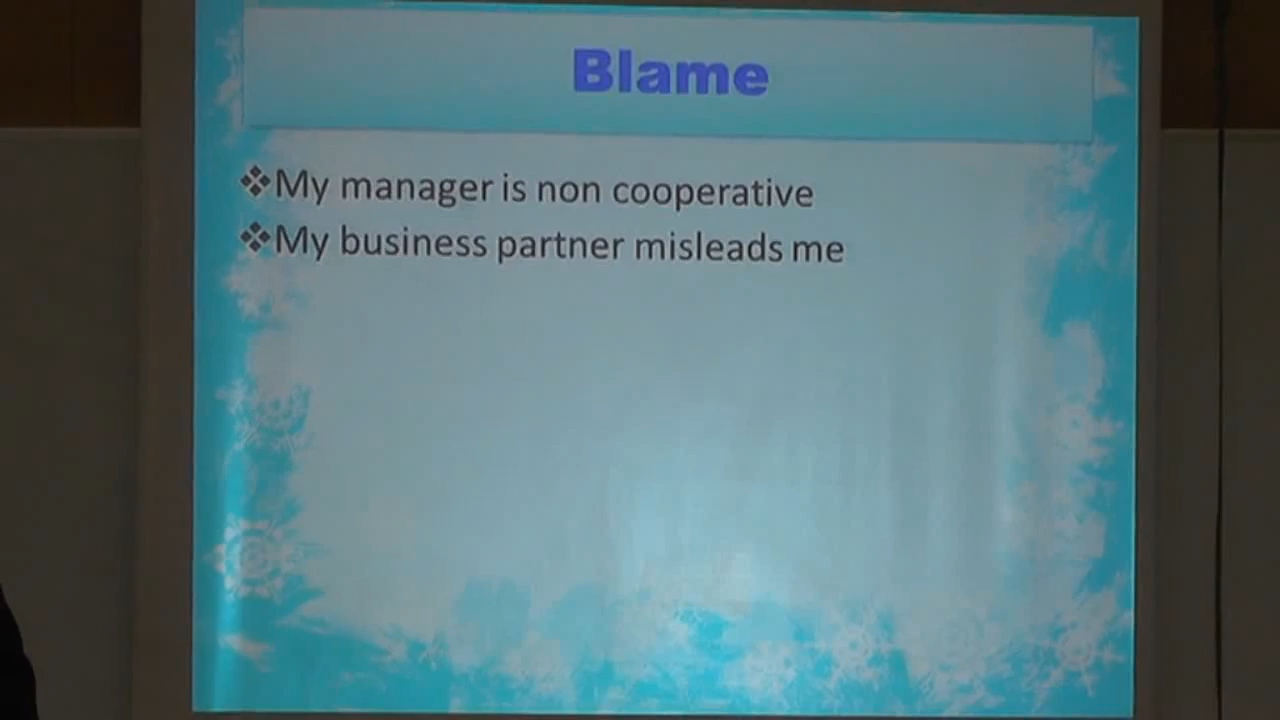 Blame
❖My manager is non cooperative
❖My business partner misleads me